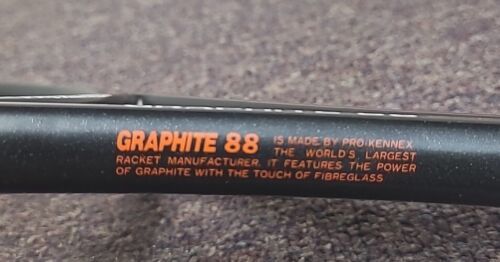 GRAPHITE 88 IS MADE BY PRO-KENNEX
THE WORLD'S LARGEST
RACKET MANUFACTURER. IT FEATURES THE POWER
OF GRAPHITE WITH THE TOUCH OF FIBREGLASS